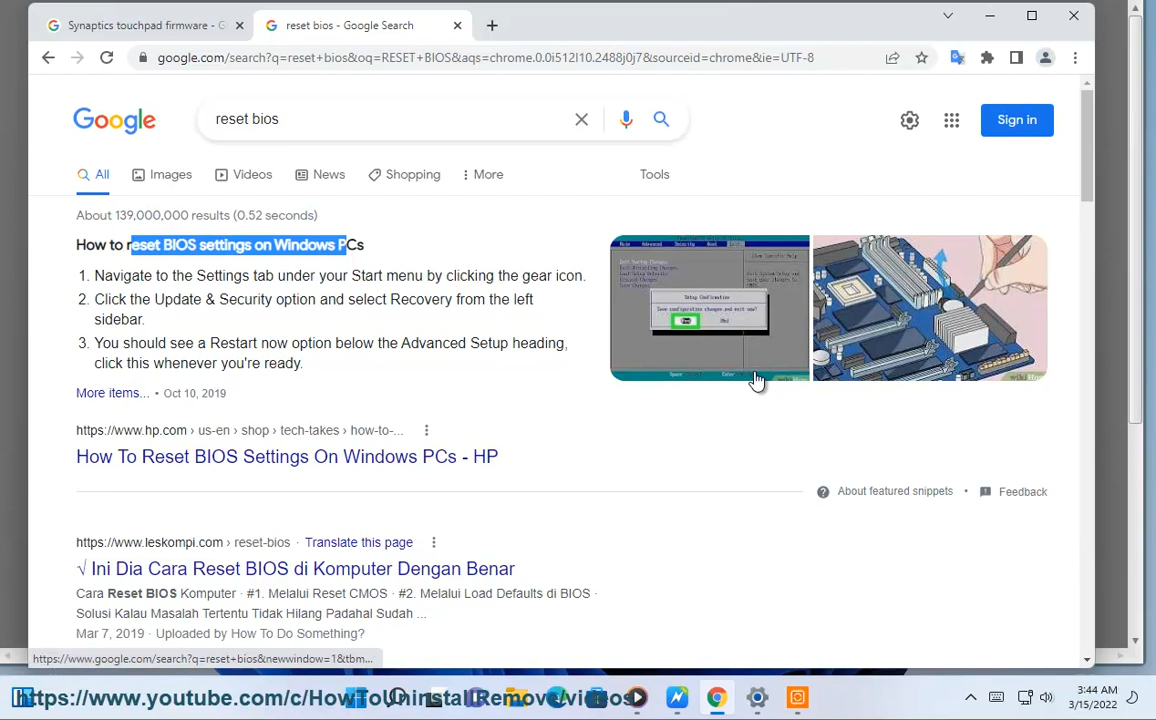 Synaptics touchpad firmware - G
reset bios - Google Search
google.com/search?q=reset+bios&oq=RESET+BIOS&aqs=chrome.0.0i512l10.2488j0j7&sourceid=chrome&ie=UTF-8
Google
reset bios
Sign in
All
Images
Videos
News
Shopping
More
Tools
About 139,000,000 results (0.52 seconds)
How to reset BIOS settings on Windows PCs
1. Navigate to the Settings tab under your Start menu by clicking the gear icon.
2. Click the Update & Security option and select Recovery from the left
sidebar.
3. You should see a Restart now option below the Advanced Setup heading,
click this whenever you're ready.
More items... • Oct 10, 2019
Setup Confirmation
Save configuration changes and exit now?
https://www.hp.com › us-en › shop › tech-takes › how-to-...
How To Reset BIOS Settings On Windows PCs - HP
About featured snippets • Feedback
https://www.leskompi.com › reset-bios · Translate this page
√ Ini Dia Cara Reset BIOS di Komputer Dengan Benar
Cara Reset BIOS Komputer · #1. Melalui Reset CMOS · #2. Melalui Load Defaults di BIOS ·
Solusi Kalau Masalah Tertentu Tidak Hilang Padahal Sudah ...
Mar 7, 2019 · Uploaded by How To Do Something?
https://www.google.com/search?q=reset+bios&newwindow=1&tbm...
https://www.youtube.com/c/HowToUninstallRemove/videos
3:44 AM
3/15/2022